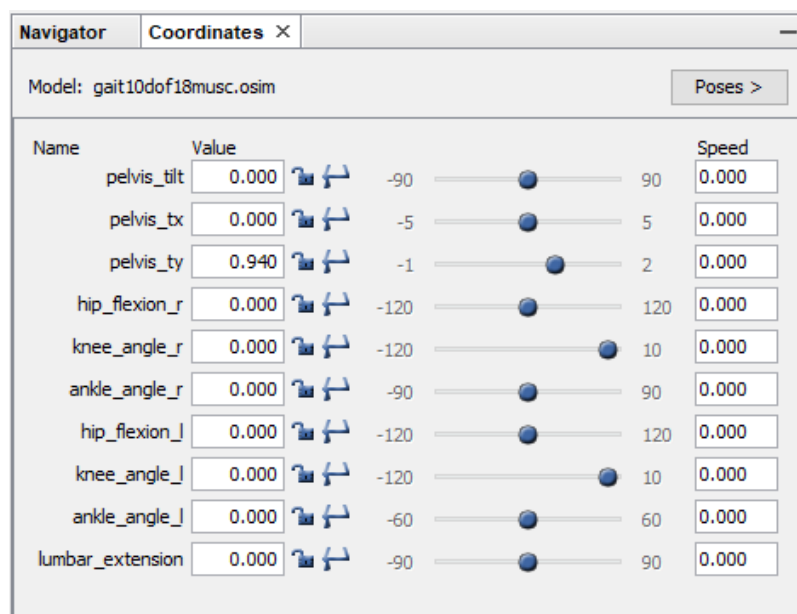 Navigator Coordinates ×
Model: gait10dof18musc.osim Poses >
Name Value Speed
pelvis_tilt 0.000 -90 90 0.000
pelvis_tx 0.000 -5 5 0.000
pelvis_ty 0.940 -1 2 0.000
hip_flexion_r 0.000 -120 120 0.000
knee_angle_r 0.000 -120 10 0.000
ankle_angle_r 0.000 -90 90 0.000
hip_flexion_l 0.000 -120 120 0.000
knee_angle_l 0.000 -120 10 0.000
ankle_angle_l 0.000 -60 60 0.000
lumbar_extension 0.000 -90 90 0.000